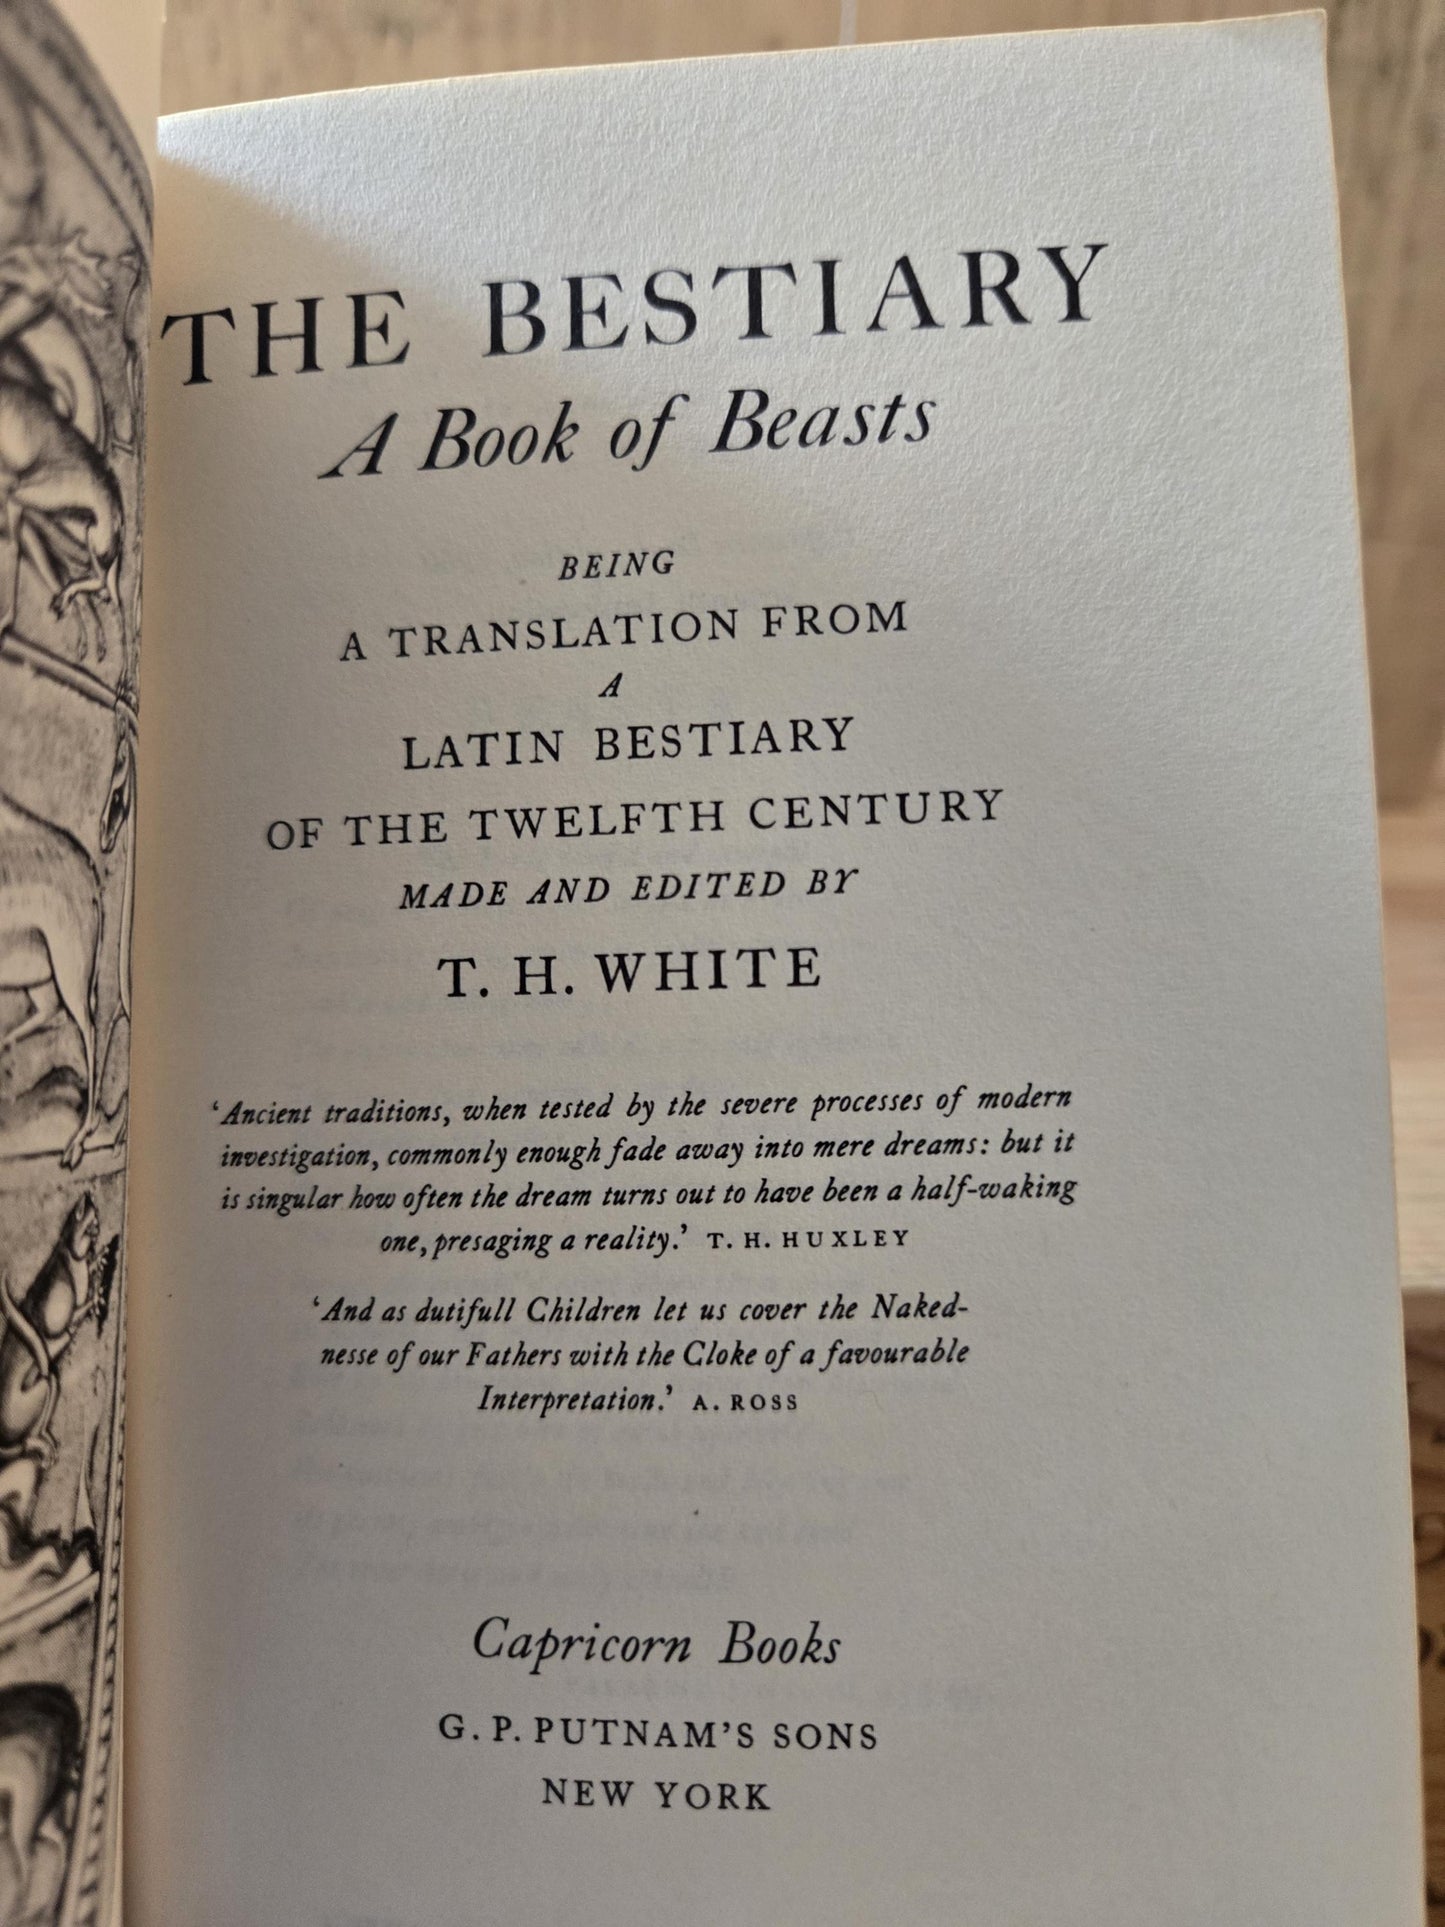 THE BESTIARY
A Book of Beasts
BEING
A TRANSLATION FROM
A
LATIN BESTIARY
OF THE TWELFTH CENTURY
MADE AND EDITED BY
T. H. WHITE
‘Ancient traditions, when tested by the severe processes of modern
investigation, commonly enough fade away into mere dreams: but it
is singular how often the dream turns out to have been a half-waking
one, presaging a reality.’ T. H. HUXLEY
‘And as dutifull Children let us cover the Naked-
nesse of our Fathers with the Cloke of a favourable
Interpretation.’ A. ROSS
Capricorn Books
G. P. PUTNAM’S SONS
NEW YORK